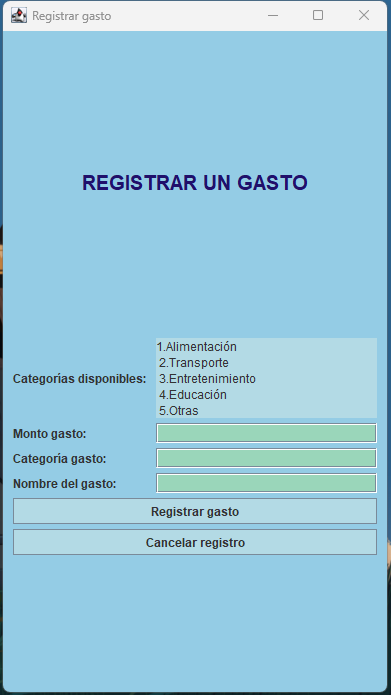 Registrar gasto
REGISTRAR UN GASTO
Categorías disponibles:
1.Alimentación
2.Transporte
3.Entretenimiento
4.Educación
5.Otras
Monto gasto:
Categoría gasto:
Nombre del gasto:
Registrar gasto
Cancelar registro